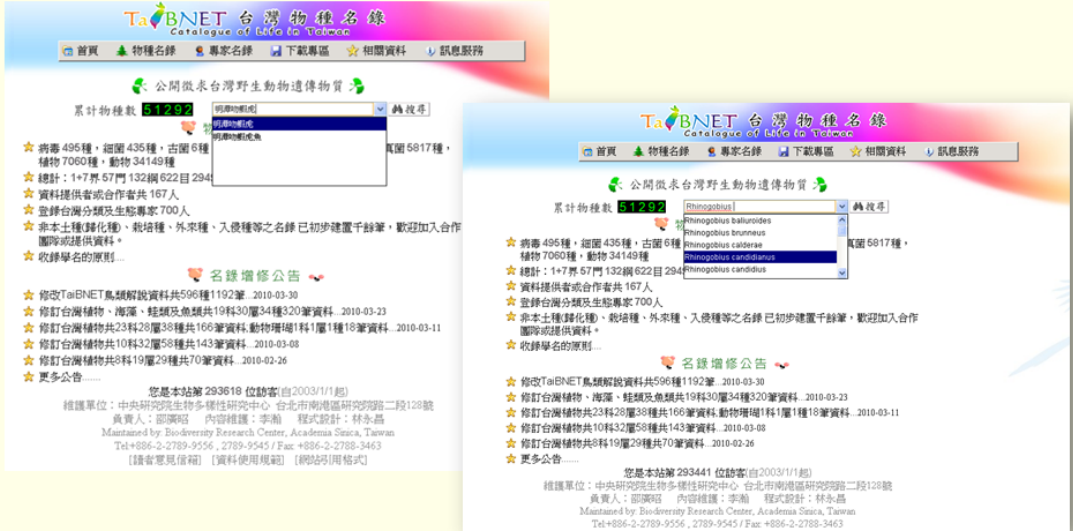 TaiBNET 台灣物種名錄
Catalogue of Life in Taiwan
首頁 物種名錄 專家名錄 下載專區 相關資料 訊息服務
公開徵求台灣野生動物遺傳物質
累計物種數 51292 明潭吻蝦虎 搜尋
明潭吻蝦虎
明潭吻蝦虎魚
病毒 495種,細菌 435種,古菌 6種 真菌 5817種,
植物 7060種,動物 34149種
總計:1+7界 57門 132綱 622目 294
資料提供者或合作者共 167人
登錄台灣分類及生態專家 700人
非本土種(歸化種)、栽培種、外來種、入侵種等之名錄 已初步建置千餘筆,歡迎加入合作
團隊或提供資料。
收錄學名的原則....
名錄增修公告
修改TaiBNET鳥類解說資料共596種1192筆...2010-03-30
修訂台灣植物、海藻、蛙類及魚類共19科30屬34種320筆資料...2010-03-23
修訂台灣植物共23科28屬38種共166筆資料,動物珊瑚1科1屬1種18筆資料...2010-03-11
修訂台灣植物共10科32屬58種共143筆資料...2010-03-08
修訂台灣植物共8科19屬29種共70筆資料...2010-02-26
更多公告.......
您是本站第 293618 位訪客(自2003/1/1起)
維護單位:中央研究院生物多樣性研究中心 台北市南港區研究院路二段128號
負責人:邵廣昭 內容維護:李瀚 程式設計:林永昌
Maintained by: Biodiversity Research Center, Academia Sinica, Taiwan
Tel+886-2-2789-9556 , 2789-9545 / Fax: +886-2-2788-3463
[讀者意見信箱] [資料使用規範] [網站引用格式]
TaiBNET 台灣物種名錄
Catalogue of Life in Taiwan
首頁 物種名錄 專家名錄 下載專區 相關資料 訊息服務
公開徵求台灣野生動物遺傳物質
累計物種數 51292 Rhinogobius 搜尋
Rhinogobius baliuroides
Rhinogobius brunneus
Rhinogobius calderae
Rhinogobius candidianus
Rhinogobius candidius
病毒 495種,細菌 435種,古菌 6種 真菌 5817種,
植物 7060種,動物 34149種
總計:1+7界 57門 132綱 622目 294
資料提供者或合作者共 167人
登錄台灣分類及生態專家 700人
非本土種(歸化種)、栽培種、外來種、入侵種等之名錄 已初步建置千餘筆,歡迎加入合作
團隊或提供資料。
收錄學名的原則....
名錄增修公告
修改TaiBNET鳥類解說資料共596種1192筆...2010-03-30
修訂台灣植物、海藻、蛙類及魚類共19科30屬34種320筆資料...2010-03-23
修訂台灣植物共23科28屬38種共166筆資料,動物珊瑚1科1屬1種18筆資料...2010-03-11
修訂台灣植物共10科32屬58種共143筆資料...2010-03-08
修訂台灣植物共8科19屬29種共70筆資料...2010-02-26
更多公告.......
您是本站第 293441 位訪客(自2003/1/1起)
維護單位:中央研究院生物多樣性研究中心 台北市南港區研究院路二段128號
負責人:邵廣昭 內容維護:李瀚 程式設計:林永昌
Maintained by: Biodiversity Research Center, Academia Sinica, Taiwan
Tel+886-2-2789-9556 , 2789-9545 / Fax: +886-2-2788-3463